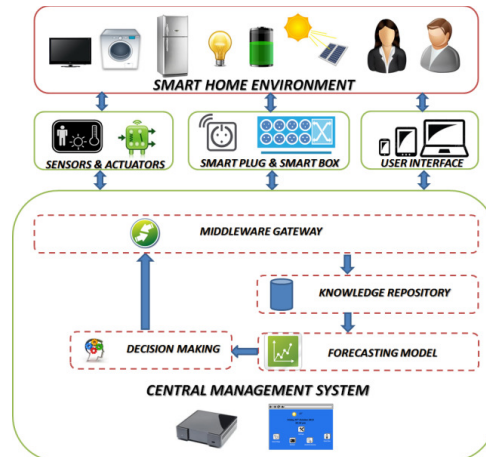 SMART HOME ENVIRONMENT
SENSORS & ACTUATORS
SMART PLUG & SMART BOX
USER INTERFACE
MIDDLEWARE GATEWAY
KNOWLEDGE REPOSITORY
DECISION MAKING
FORECASTING MODEL
CENTRAL MANAGEMENT SYSTEM